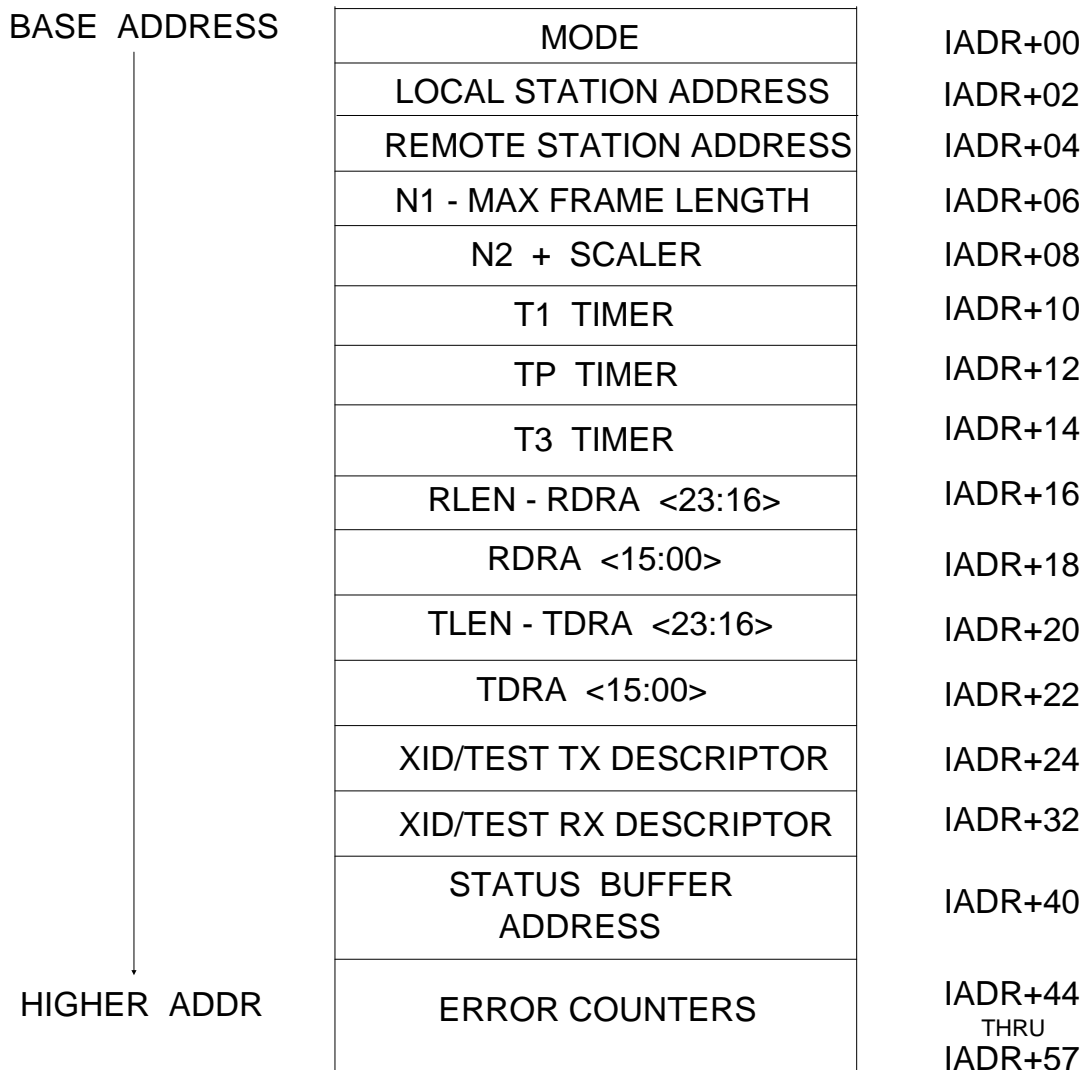 BASE ADDRESS
MODE IADR+00
LOCAL STATION ADDRESS IADR+02
REMOTE STATION ADDRESS IADR+04
N1 - MAX FRAME LENGTH IADR+06
N2 + SCALER IADR+08
T1 TIMER IADR+10
TP TIMER IADR+12
T3 TIMER IADR+14
RLEN - RDRA <23:16> IADR+16
RDRA <15:00> IADR+18
TLEN - TDRA <23:16> IADR+20
TDRA <15:00> IADR+22
XID/TEST TX DESCRIPTOR IADR+24
XID/TEST RX DESCRIPTOR IADR+32
STATUS BUFFER
ADDRESS
IADR+40
HIGHER ADDR
ERROR COUNTERS
IADR+44
THRU
IADR+57